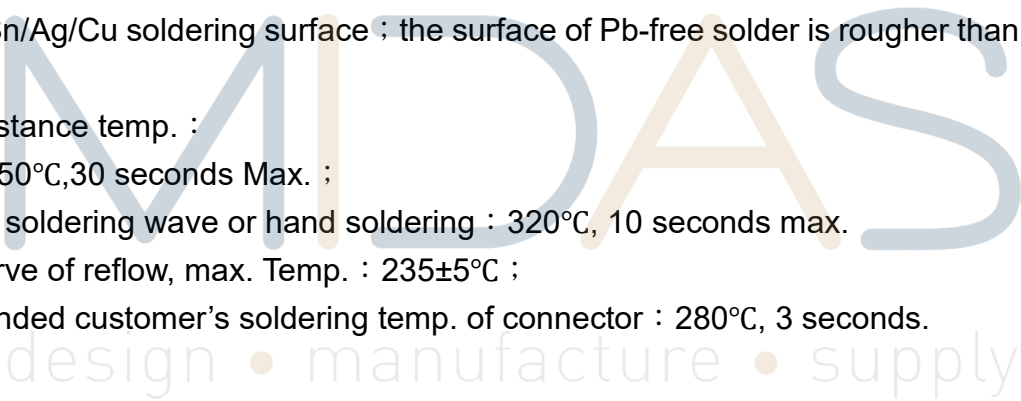 Sn/Ag/Cu soldering surface；the surface of Pb-free solder is rougher than
stance temp.：
50℃,30 seconds Max.；
soldering wave or hand soldering：320℃, 10 seconds max.
rve of reflow, max. Temp.：235±5℃；
nded customer’s soldering temp. of connector：280℃, 3 seconds.
MIDAS
design • manufacture • supply